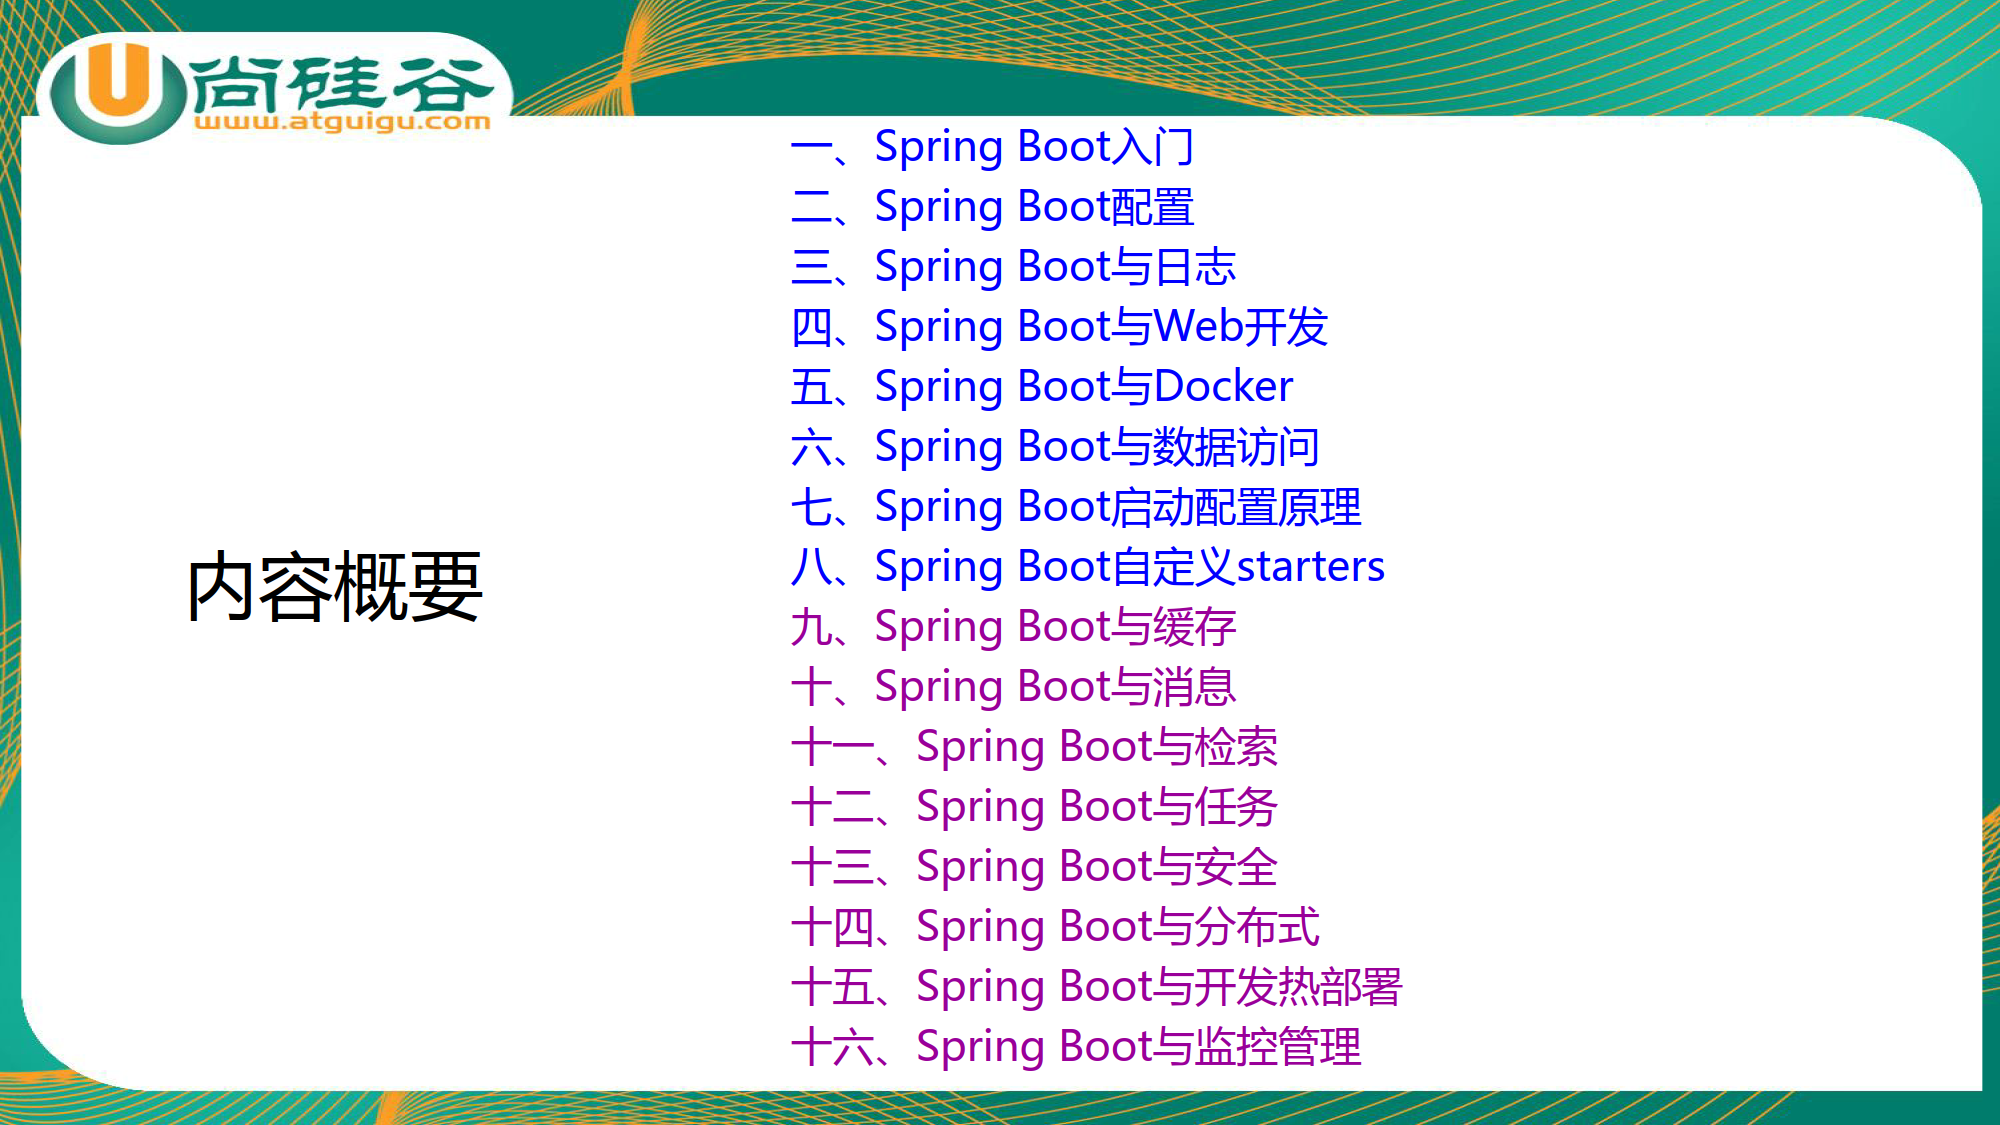 尚硅谷
www.atguigu.com
内容概要
一、Spring Boot入门
二、Spring Boot配置
三、Spring Boot与日志
四、Spring Boot与Web开发
五、Spring Boot与Docker
六、Spring Boot与数据访问
七、Spring Boot启动配置原理
八、Spring Boot自定义starters
九、Spring Boot与缓存
十、Spring Boot与消息
十一、Spring Boot与检索
十二、Spring Boot与任务
十三、Spring Boot与安全
十四、Spring Boot与分布式
十五、Spring Boot与开发热部署
十六、Spring Boot与监控管理